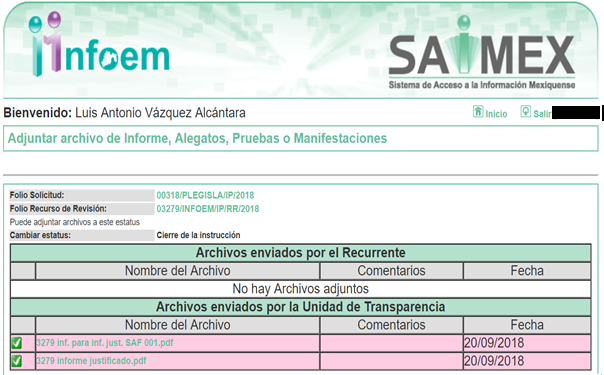 infoem
SAIMEX
Sistema de Acceso a la Información Mexiquense
Bienvenido: Luis Antonio Vázquez Alcántara
Inicio Salir
Adjuntar archivo de Informe, Alegatos, Pruebas o Manifestaciones
Folio Solicitud: 00318/PLEGISLA/IP/2018
Folio Recurso de Revisión: 03279/INFOEM/IP/RR/2018
Puede adjuntar archivos a este estatus
Cambiar estatus: Cierre de la instrucción
Archivos enviados por el Recurrente
Nombre del Archivo Comentarios Fecha
No hay Archivos adjuntos
Archivos enviados por la Unidad de Transparencia
Nombre del Archivo Comentarios Fecha
3279 inf. para inf. just. SAF 001.pdf 20/09/2018
3279 informe justificado.pdf 20/09/2018